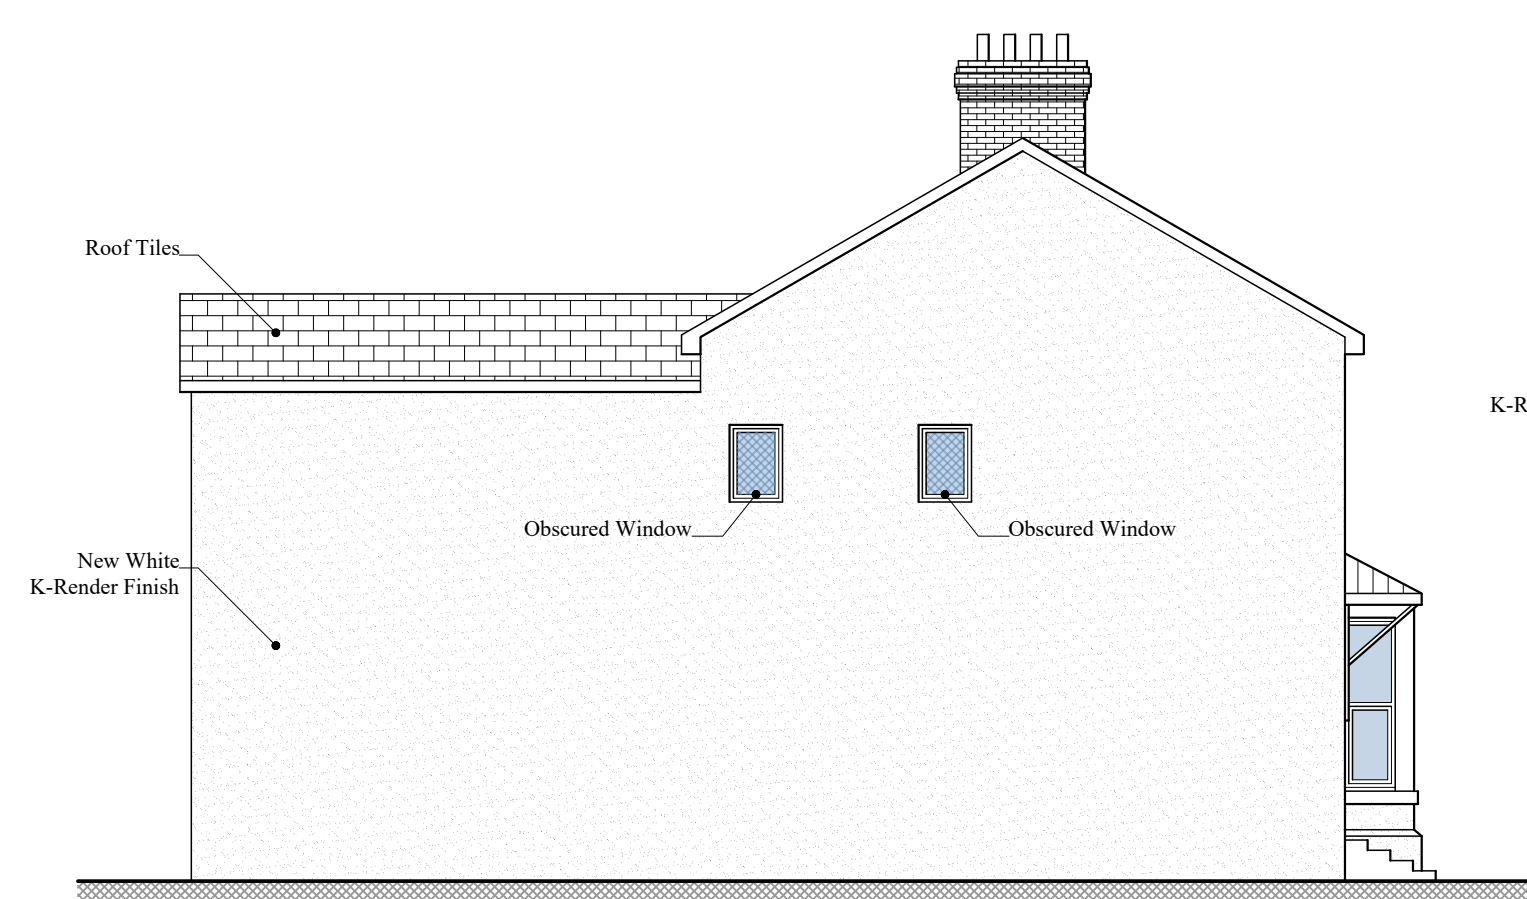 Roof Tiles
K-R
Obscured Window
Obscured Window
New White
K-Render Finish